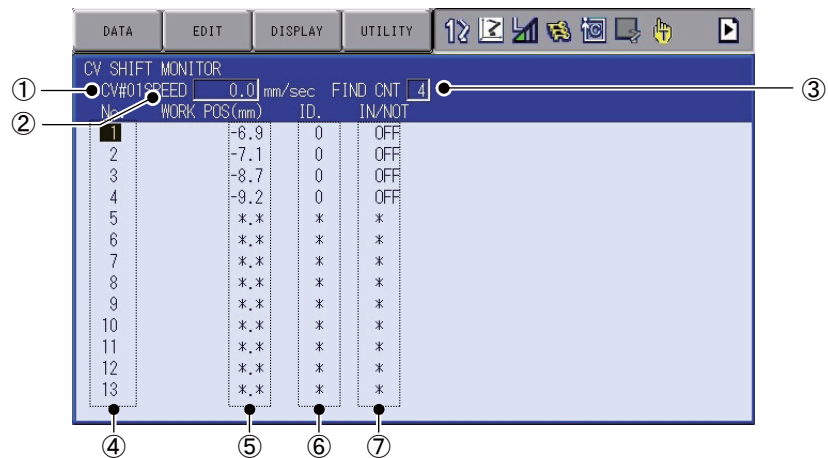 DATA EDIT DISPLAY UTILITY
CV SHIFT MONITOR
① CV#01SPEED 0.0 mm/sec FIND CNT 4 ③
②
No. WORK POS(mm) ID. IN/NOT
1 -6.9 0 OFF
2 -7.1 0 OFF
3 -8.7 0 OFF
4 -9.2 0 OFF
5 *.* * *
6 *.* * *
7 *.* * *
8 *.* * *
9 *.* * *
10 *.* * *
11 *.* * *
12 *.* * *
13 *.* * *
④ ⑤ ⑥ ⑦